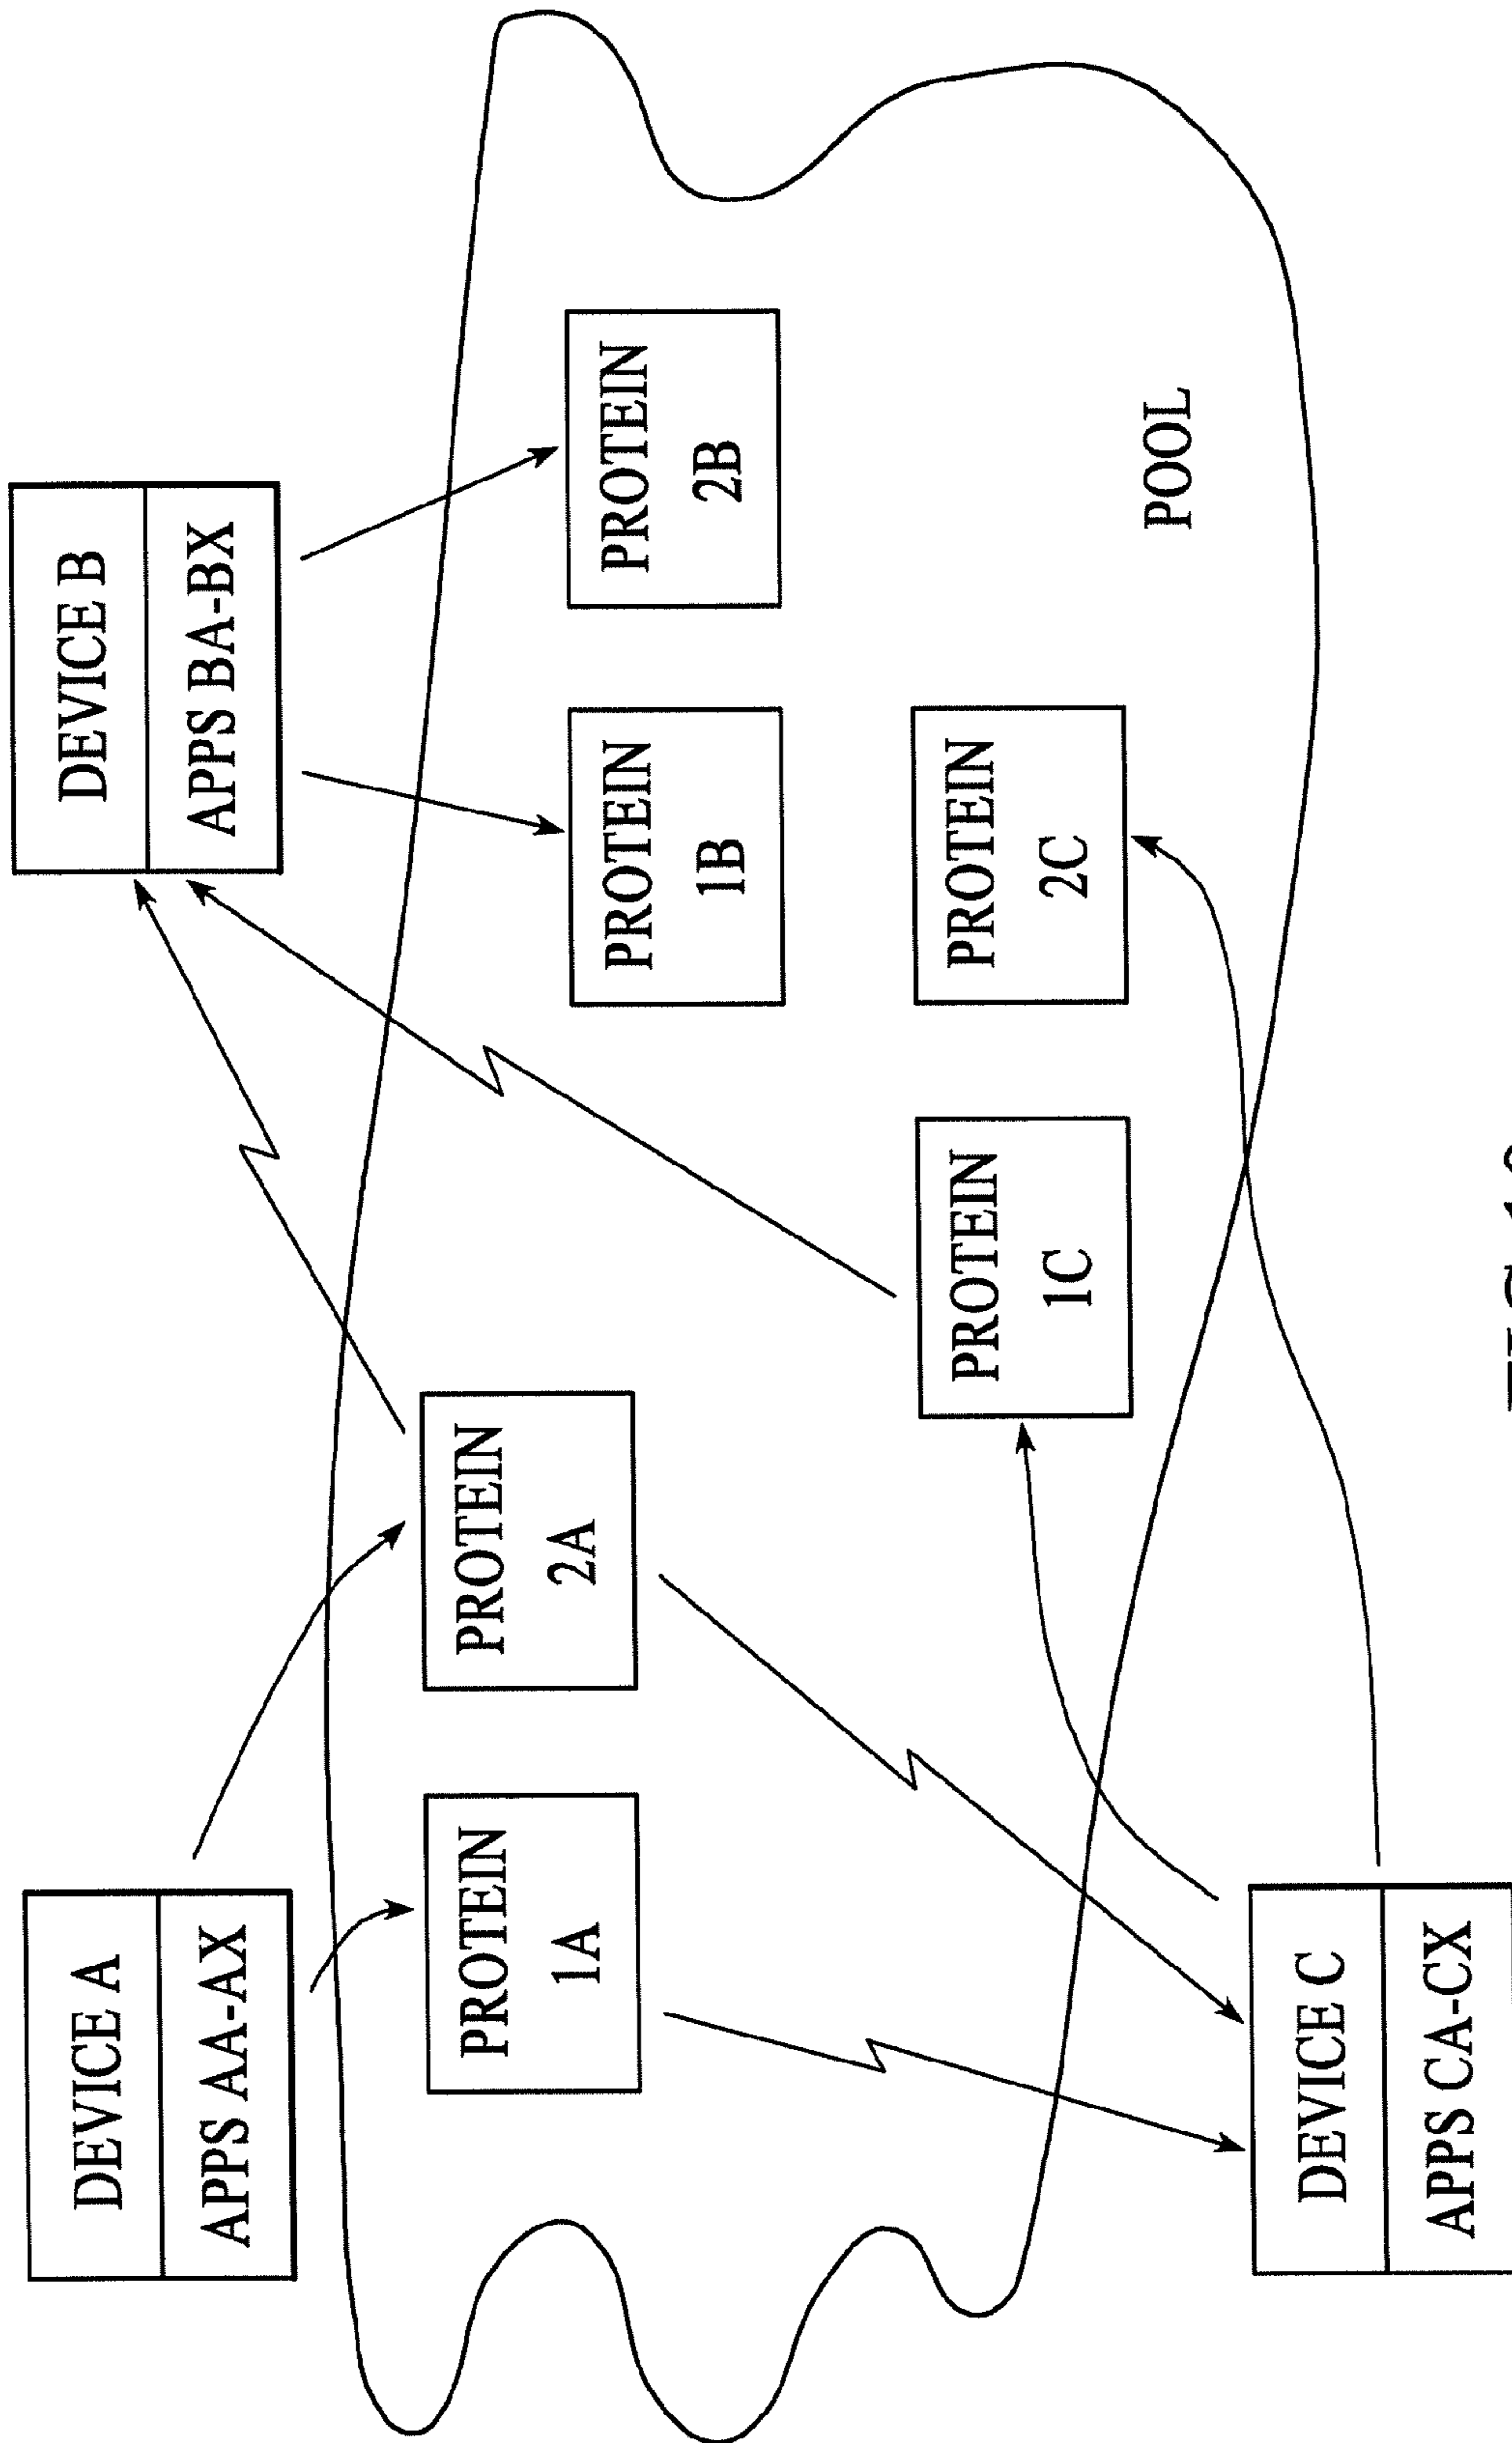 DEVICE A
APPS AA-AX
DEVICE B
APPS BA-BX
PROTEIN
1A
PROTEIN
2A
PROTEIN
1B
PROTEIN
2B
PROTEIN
1C
PROTEIN
2C
POOL
DEVICE C
APPS CA-CX